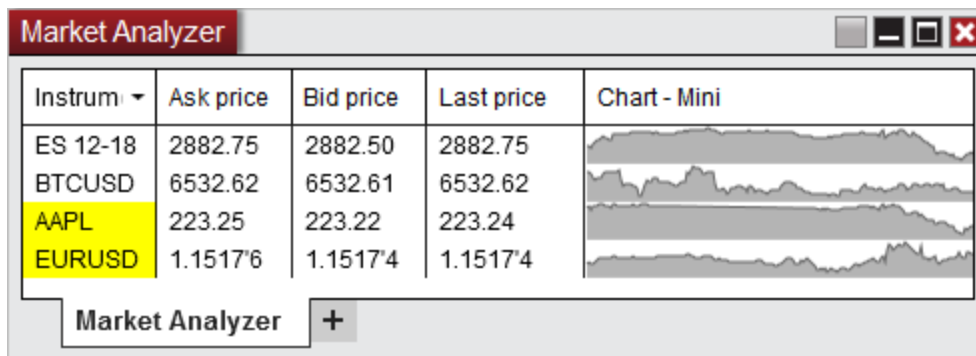 Market Analyzer
Instrum Ask price Bid price Last price Chart - Mini
ES 12-18 2882.75 2882.50 2882.75
BTCUSD 6532.62 6532.61 6532.62
AAPL 223.25 223.22 223.24
EURUSD 1.1517'6 1.1517'4 1.1517'4
Market Analyzer +